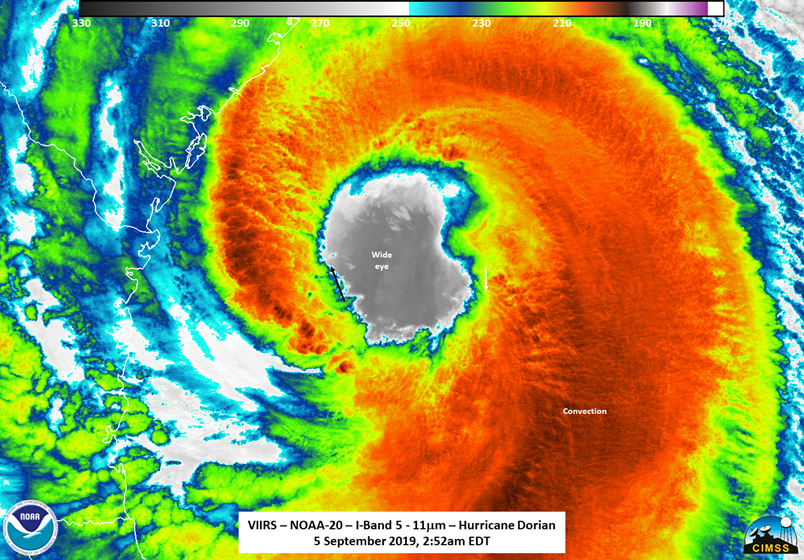 330 310 290 270 250 230 210 190 170
Wide
eye
Convection
VIIRS – NOAA-20 – I-Band 5 - 11µm – Hurricane Dorian
5 September 2019, 2:52am EDT
NOAA
CIMSS